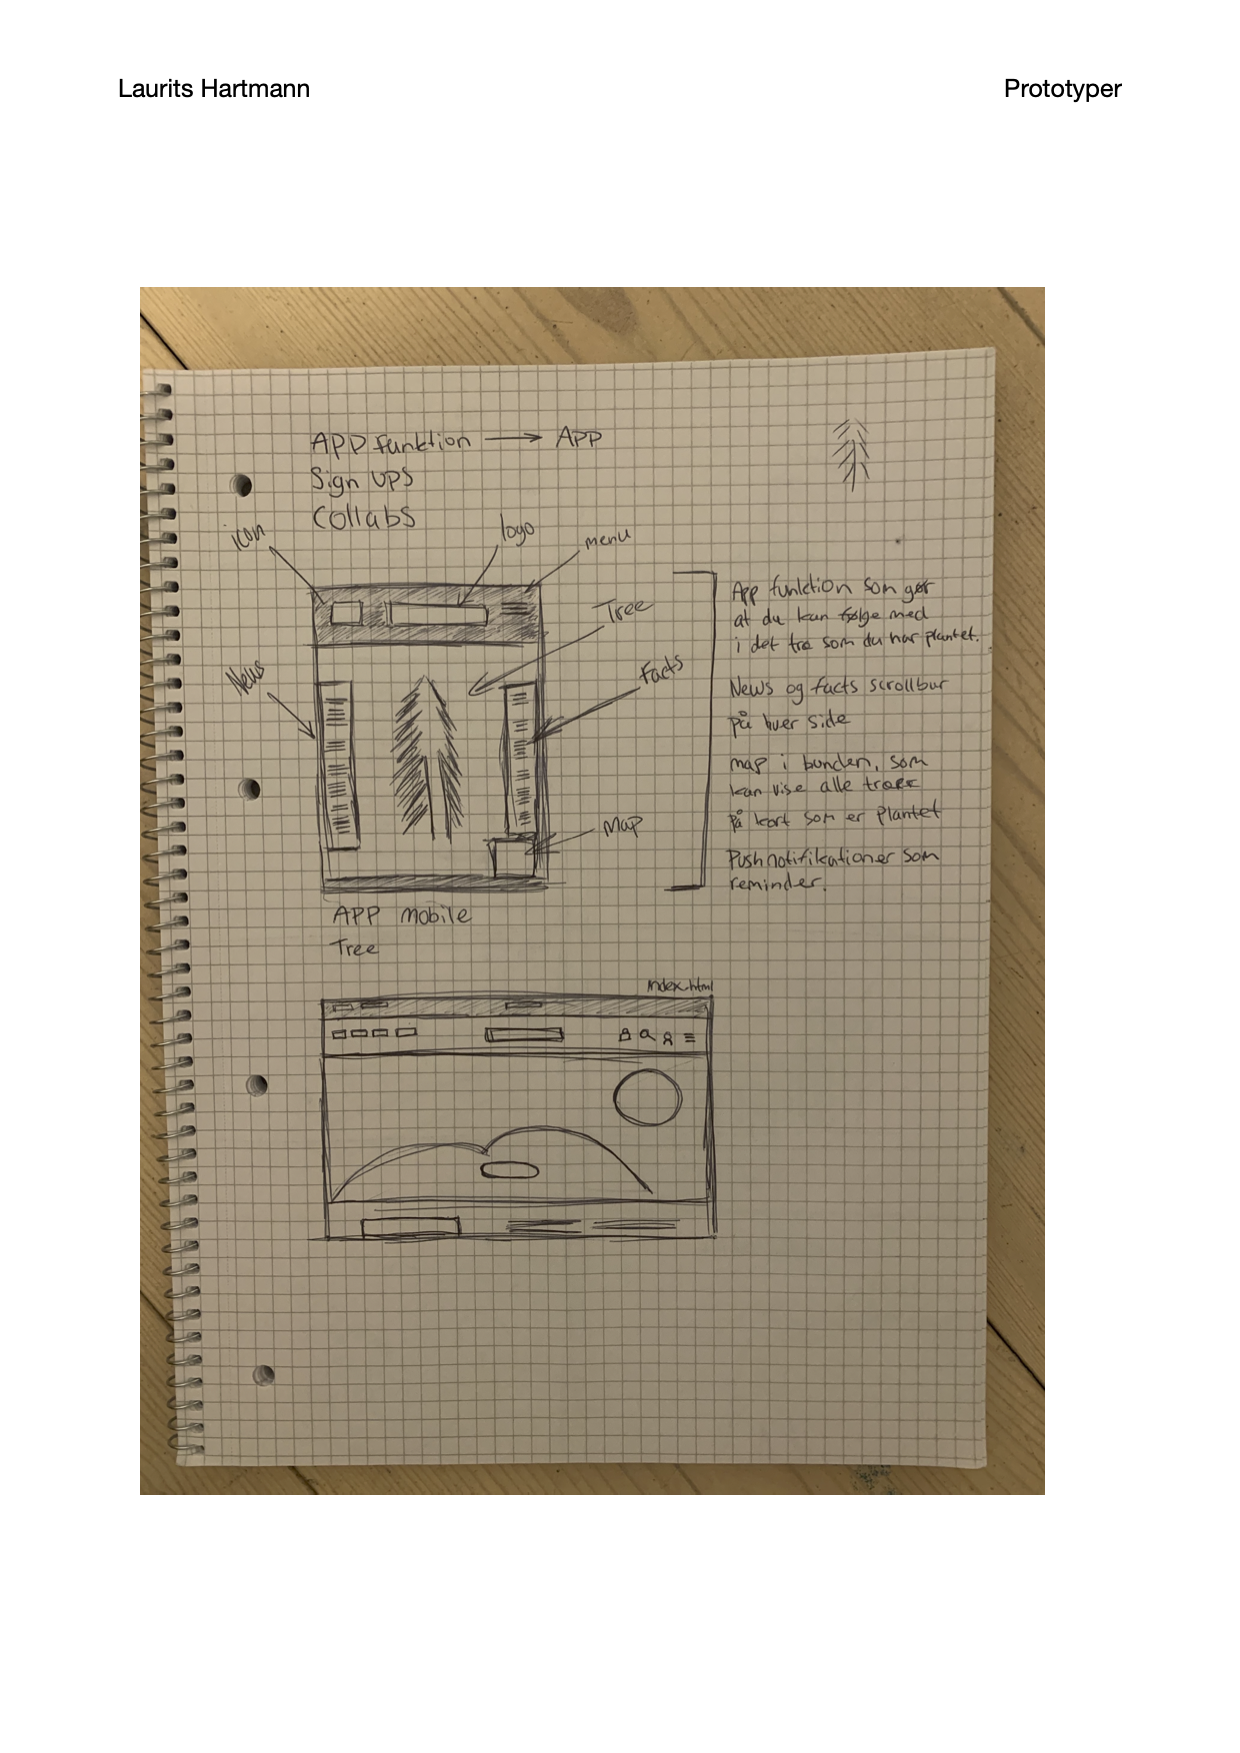 Laurits Hartmann
Prototyper
APP funktion → APP
Sign UPS
Collabs
icon
logo
menu
Tree
News
Facts
Map
App funktion som gør
at du kan følge med
i det træ som du har plantet.
News og facts scrollbar
på hver side
map i bunden, som
kan vise alle træer
på kort som er plantet
Pushnotifikationer som
reminder.
APP mobile
Tree
Index.html